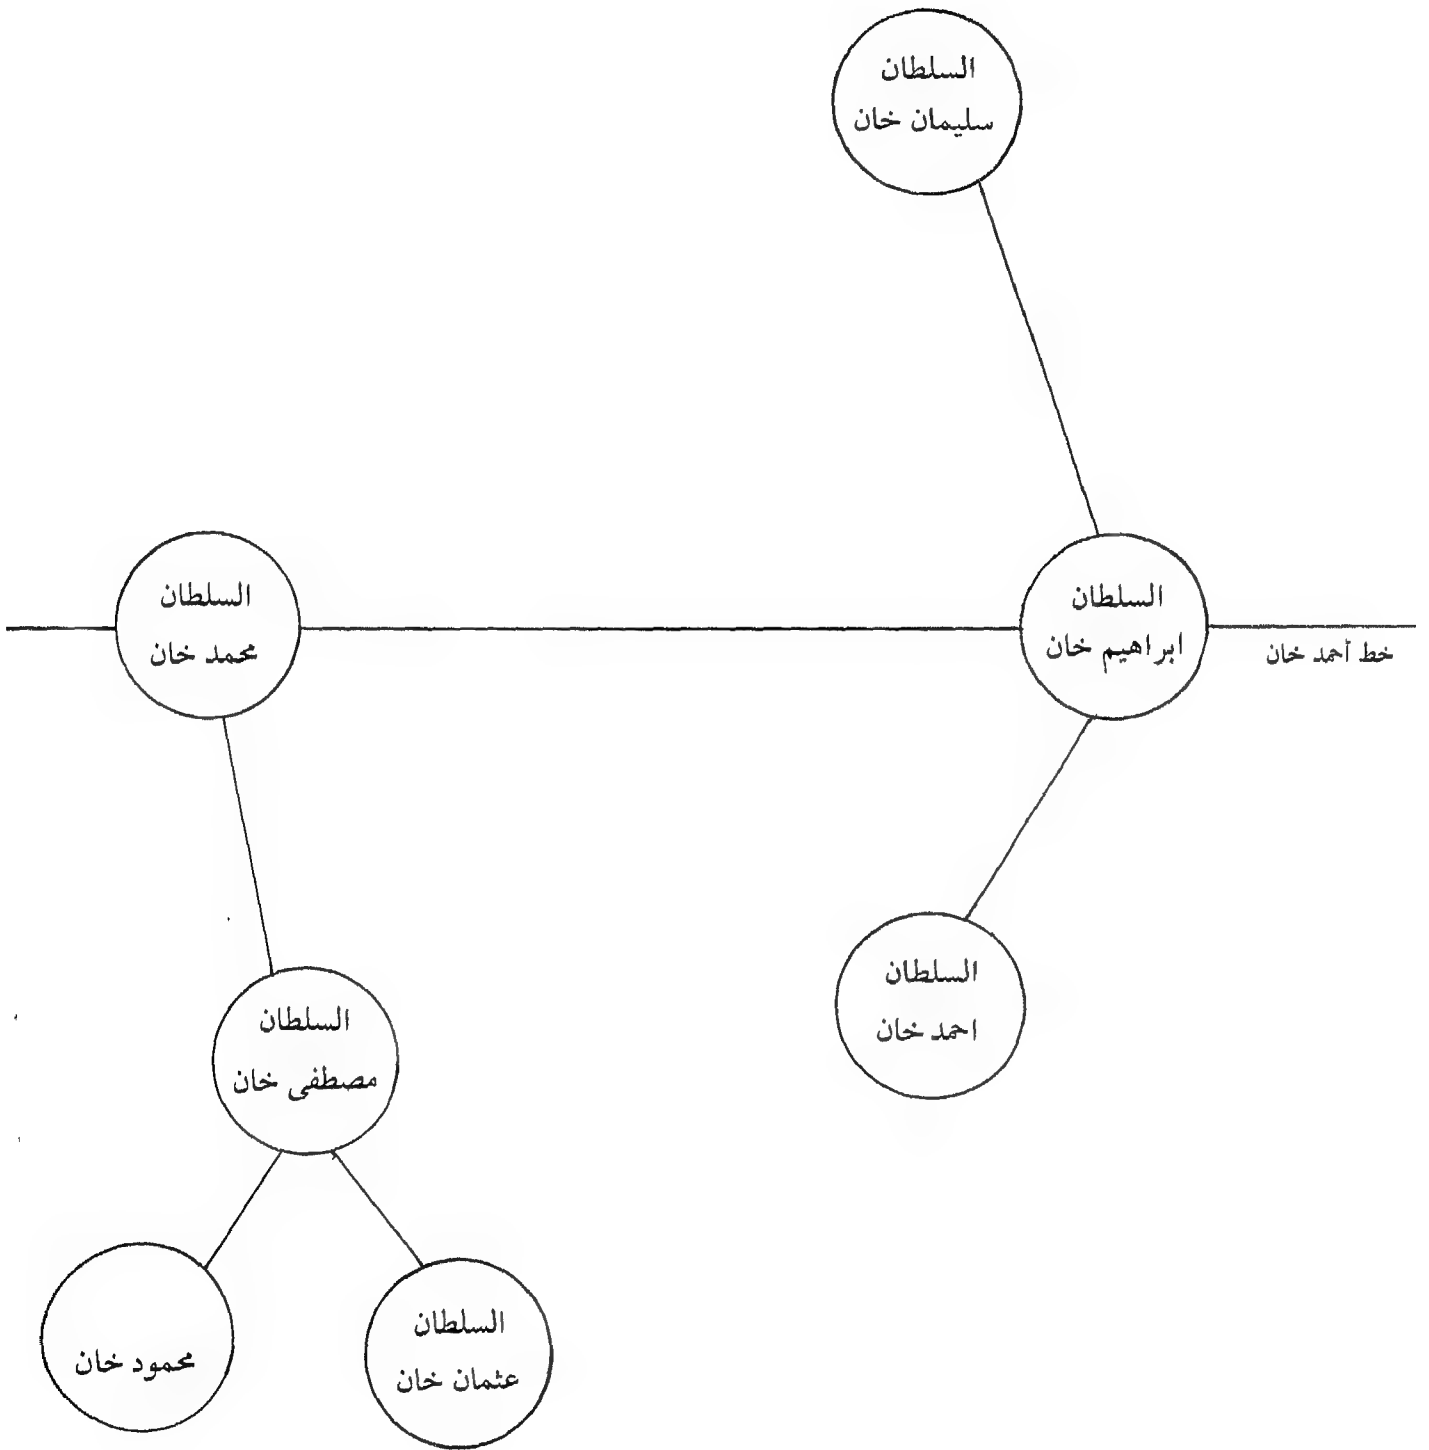 السلطان
سليمان خان
السلطان
ابراهيم خان
خط أحمد خان
السلطان
محمد خان
السلطان
احمد خان
السلطان
مصطفى خان
السلطان
عثمان خان
محمود خان